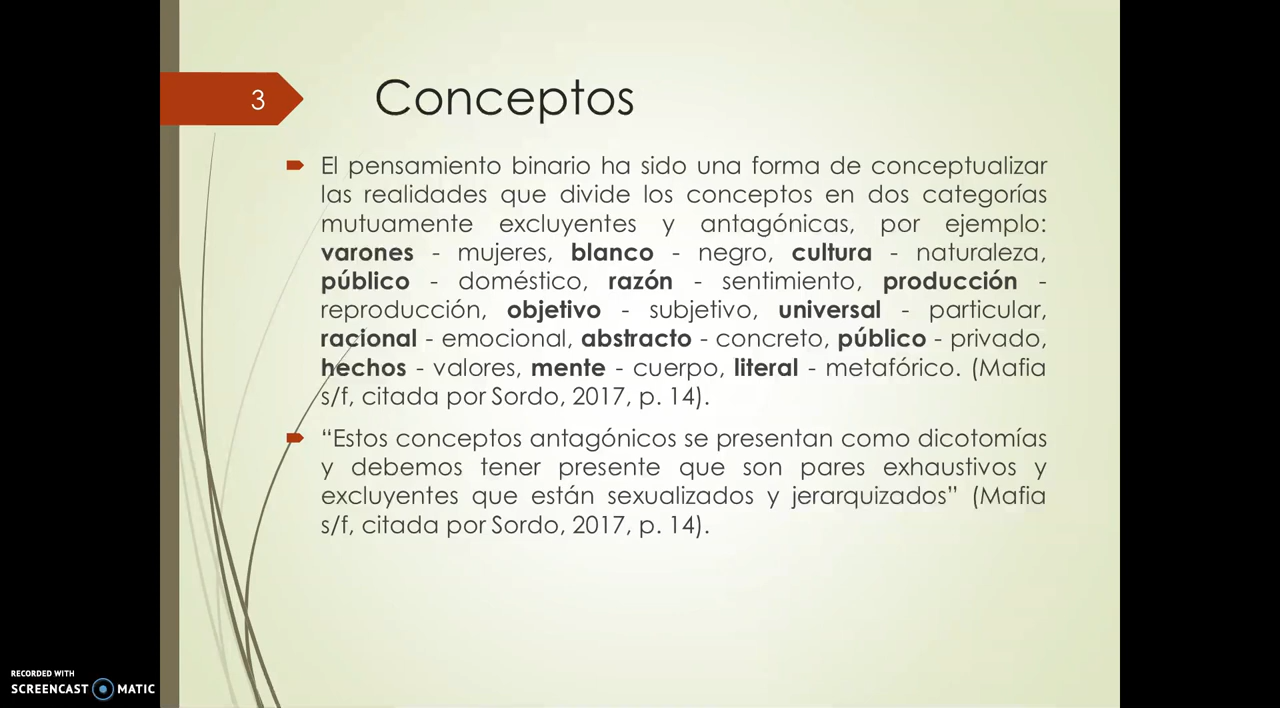 3
Conceptos
El pensamiento binario ha sido una forma de conceptualizar
las realidades que divide los conceptos en dos categorías
mutuamente excluyentes y antagónicas, por ejemplo:
varones - mujeres, blanco - negro, cultura - naturaleza,
público - doméstico, razón - sentimiento, producción -
reproducción, objetivo - subjetivo, universal - particular,
racional - emocional, abstracto - concreto, público - privado,
hechos - valores, mente - cuerpo, literal - metafórico. (Mafia
s/f, citada por Sordo, 2017, p. 14).
“Estos conceptos antagónicos se presentan como dicotomías
y debemos tener presente que son pares exhaustivos y
excluyentes que están sexualizados y jerarquizados” (Mafia
s/f, citada por Sordo, 2017, p. 14).
RECORDED WITH
SCREENCAST MATIC